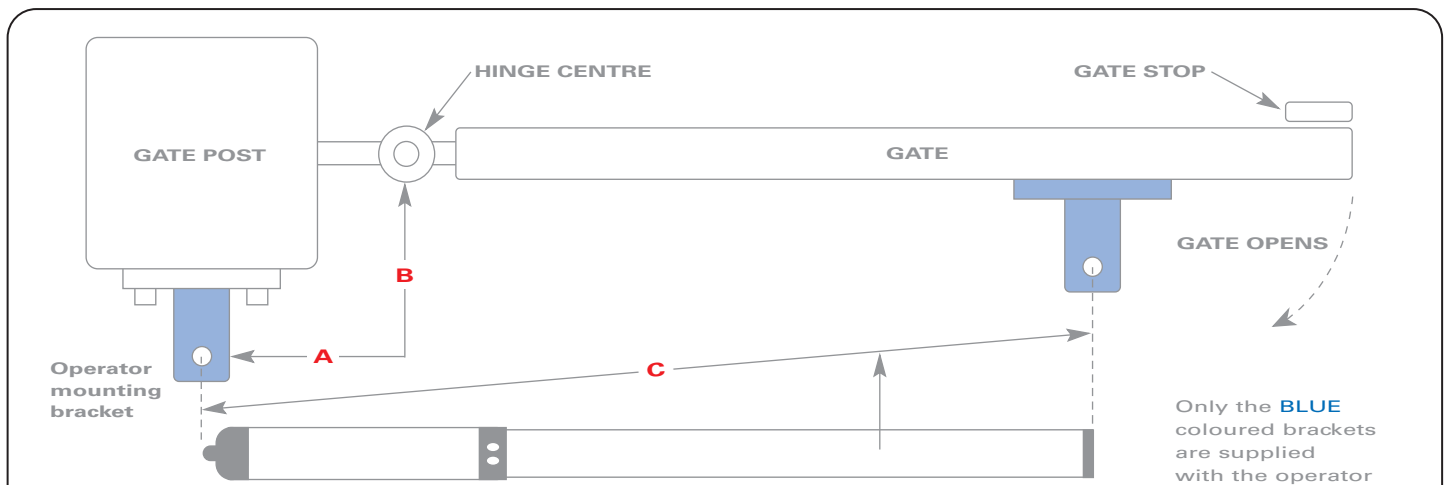 HINGE CENTRE
GATE STOP
GATE POST
GATE
GATE OPENS
B
A
C
Operator
mounting
bracket
Only the BLUE
coloured brackets
are supplied
with the operator